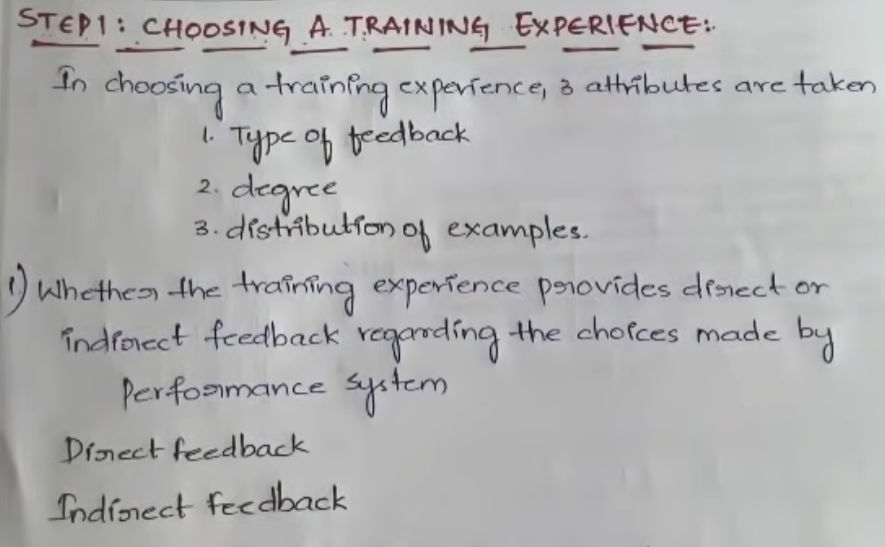 STEP1: CHOOSING A TRAINING EXPERIENCE:
In choosing a training experience, 3 attributes are taken
1. Type of feedback
2. degree
3. distribution of examples.
1) Whether the training experience provides direct or
indirect feedback regarding the choices made by
Performance system
Direct feedback
Indirect feedback